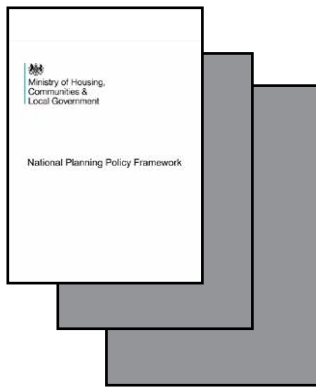 Ministry of Housing,
Communities &
Local Government
National Planning Policy Framework